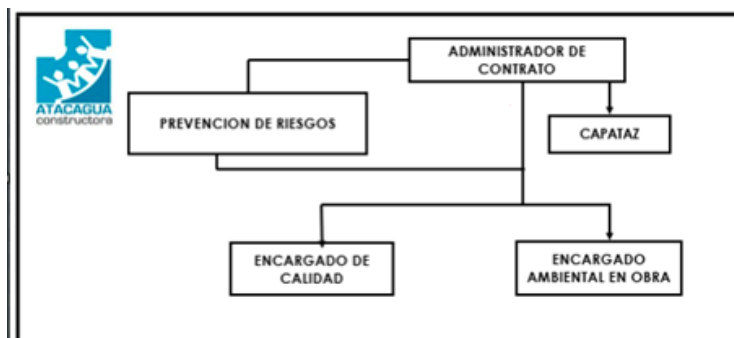 ATACAGUA
constructora
ADMINISTRADOR DE
CONTRATO
PREVENCION DE RIESGOS
CAPATAZ
ENCARGADO DE
CALIDAD
ENCARGADO
AMBIENTAL EN OBRA